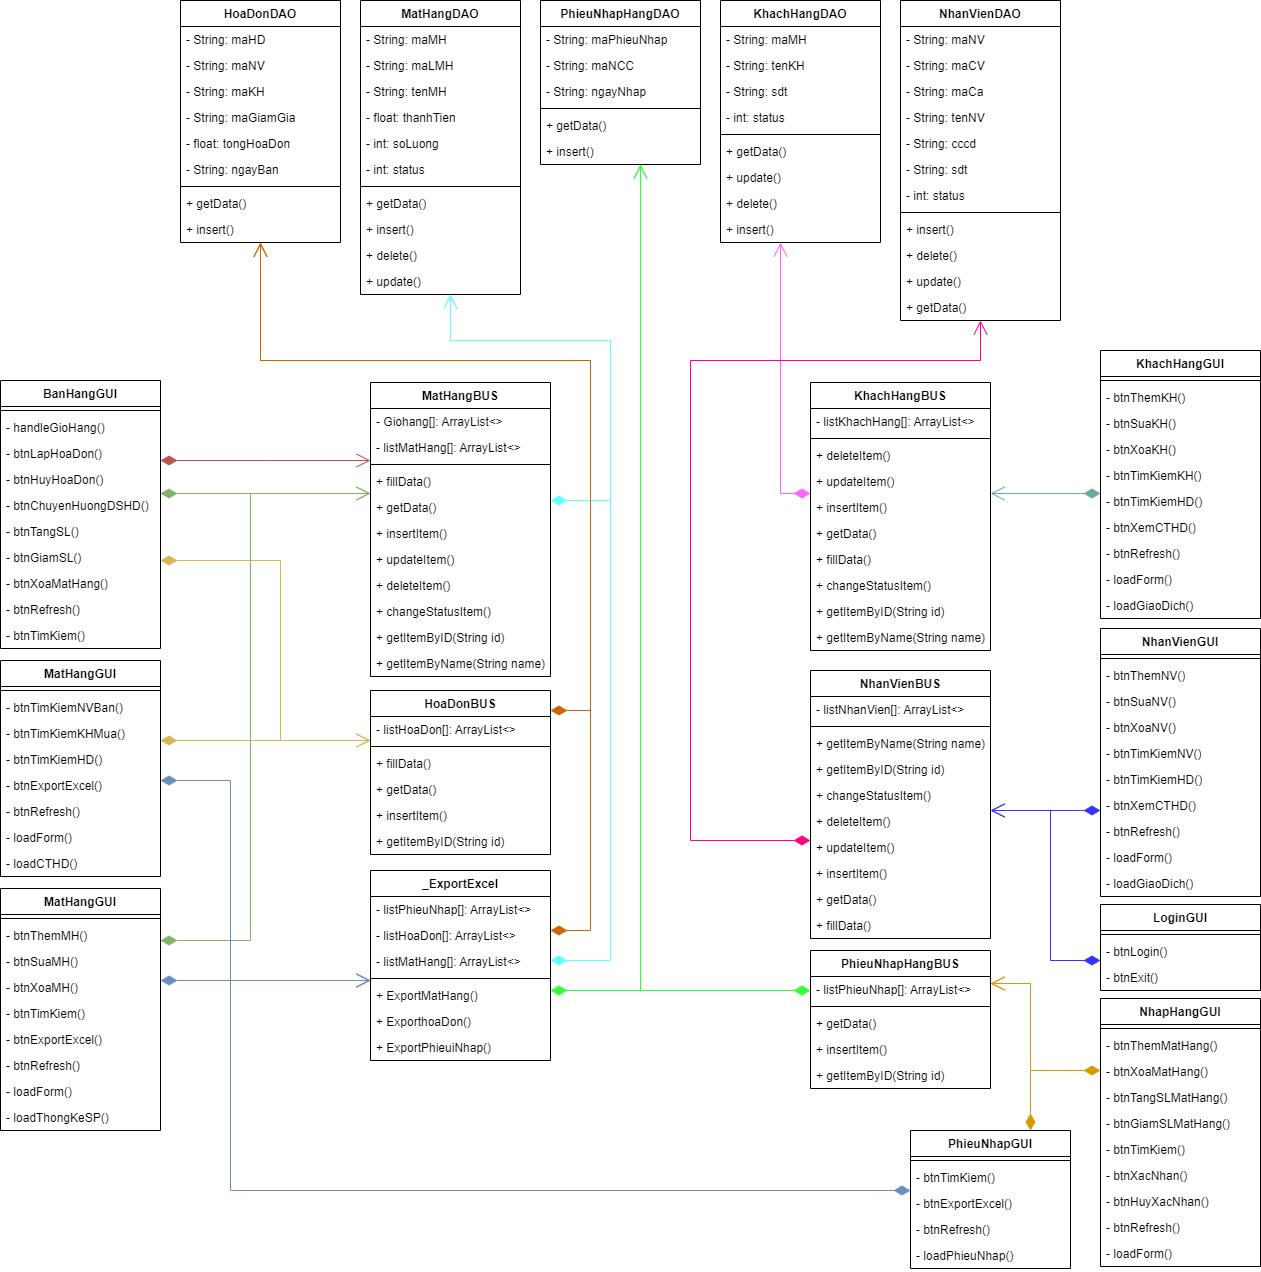 HoaDonDAO
- String: maHD
- String: maNV
- String: maKH
- String: maGiamGia
- float: tongHoaDon
- String: ngayBan
+ getData()
+ insert()
MatHangDAO
- String: maMH
- String: maLMH
- String: tenMH
- float: thanhTien
- int: soLuong
- int: status
+ getData()
+ insert()
+ delete()
+ update()
PhieuNhapHangDAO
- String: maPhieuNhap
- String: maNCC
- String: ngayNhap
+ getData()
+ insert()
KhachHangDAO
- String: maMH
- String: tenKH
- String: sdt
- int: status
+ getData()
+ update()
+ delete()
+ insert()
NhanVienDAO
- String: maNV
- String: maCV
- String: maCa
- String: tenNV
- String: cccd
- String: sdt
- int: status
+ insert()
+ delete()
+ update()
+ getData()
BanHangGUI
- handleGioHang()
- btnLapHoaDon()
- btnHuyHoaDon()
- btnChuyenHuongDSHD()
- btnTangSL()
- btnGiamSL()
- btnXoaMatHang()
- btnRefresh()
- btnTimKiem()
MatHangGUI
- btnTimKiemNVBan()
- btnTimKiemKHMua()
- btnTimKiemHD()
- btnExportExcel()
- btnRefresh()
- loadForm()
- loadCTHD()
MatHangGUI
- btnThemMH()
- btnSuaMH()
- btnXoaMH()
- btnTimKiem()
- btnExportExcel()
- btnRefresh()
- loadForm()
- loadThongKeSP()
MatHangBUS
- Giohang[]: ArrayList<>
- listMatHang[]: ArrayList<>
+ fillData()
+ getData()
+ insertItem()
+ updateItem()
+ deleteItem()
+ changeStatusItem()
+ getItemByID(String id)
+ getItemByName(String name)
HoaDonBUS
- listHoaDon[]: ArrayList<>
+ fillData()
+ getData()
+ insertItem()
+ getItemByID(String id)
_ExportExcel
- listPhieuNhap[]: ArrayList<>
- listHoaDon[]: ArrayList<>
- listMatHang[]: ArrayList<>
+ ExportMatHang()
+ ExporthoaDon()
+ ExportPhieuiNhap()
KhachHangBUS
- listKhachHang[]: ArrayList<>
+ deleteItem()
+ updateItem()
+ insertItem()
+ getData()
+ fillData()
+ changeStatusItem()
+ getItemByID(String id)
+ getItemByName(String name)
NhanVienBUS
- listNhanVien[]: ArrayList<>
+ getItemByName(String name)
+ getItemByID(String id)
+ changeStatusItem()
+ deleteItem()
+ updateItem()
+ insertItem()
+ getData()
+ fillData()
PhieuNhapHangBUS
- listPhieuNhap[]: ArrayList<>
+ getData()
+ insertItem()
+ getItemByID(String id)
PhieuNhapGUI
- btnTimKiem()
- btnExportExcel()
- btnRefresh()
- loadPhieuNhap()
KhachHangGUI
- btnThemKH()
- btnSuaKH()
- btnXoaKH()
- btnTimKiemKH()
- btnTimKiemHD()
- btnXemCTHD()
- btnRefresh()
- loadForm()
- loadGiaoDich()
NhanVienGUI
- btnThemNV()
- btnSuaNV()
- btnXoaNV()
- btnTimKiemNV()
- btnTimKiemHD()
- btnXemCTHD()
- btnRefresh()
- loadForm()
- loadGiaoDich()
LoginGUI
- btnLogin()
- btnExit()
NhapHangGUI
- btnThemMatHang()
- btnXoaMatHang()
- btnTangSLMatHang()
- btnGiamSLMatHang()
- btnTimKiem()
- btnXacNhan()
- btnHuyXacNhan()
- btnRefresh()
- loadForm()